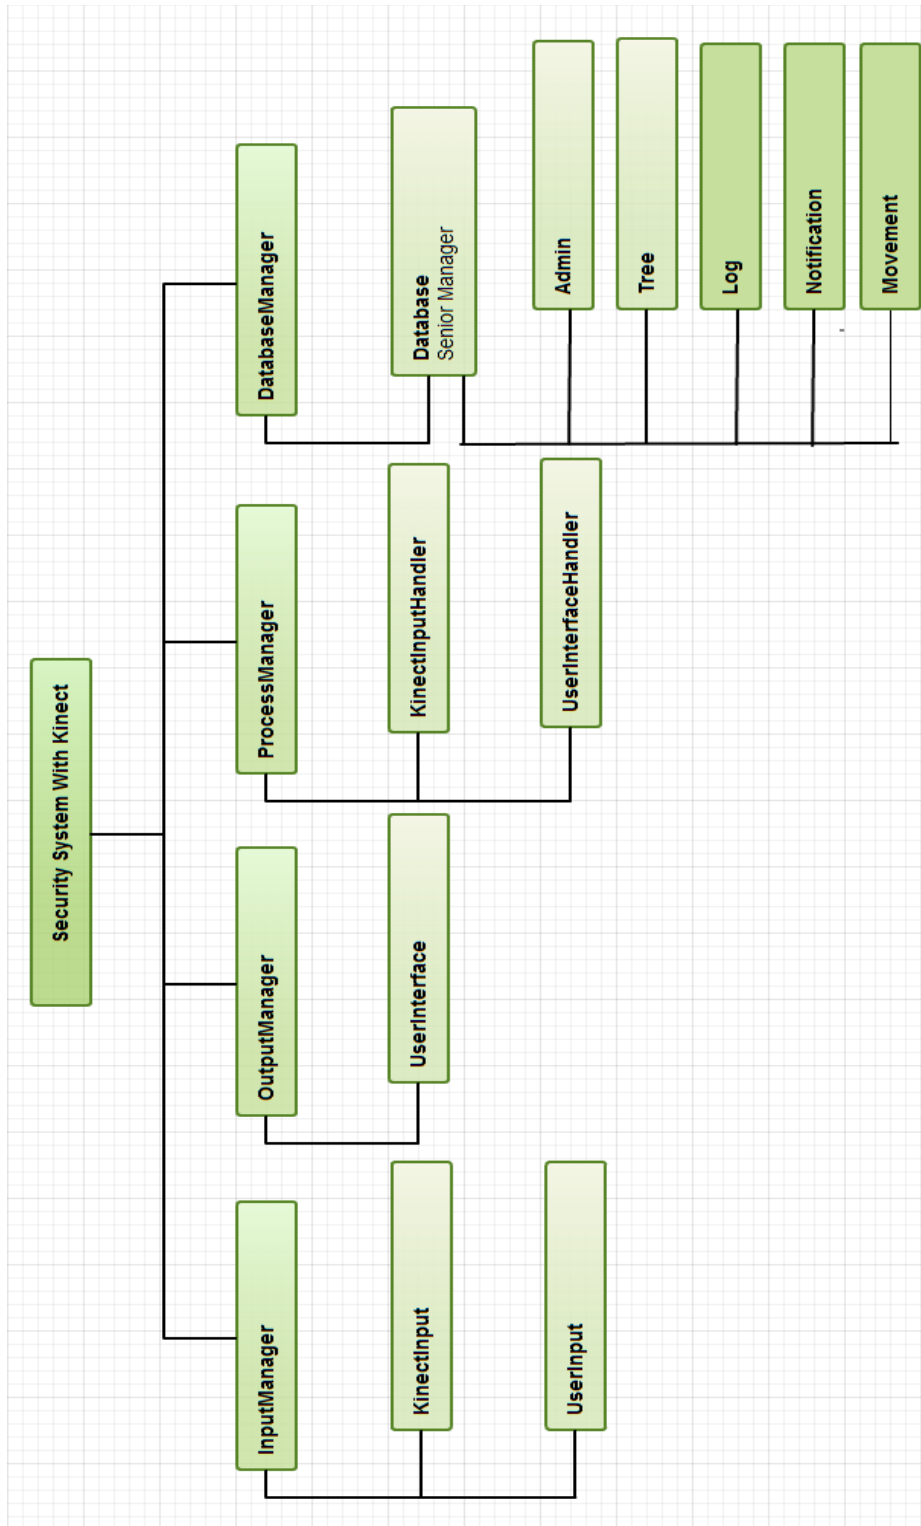 Security System With Kinect
InputManager
KinectInput
UserInput
OutputManager
UserInterface
ProcessManager
KinectInputHandler
UserInterfaceHandler
DatabaseManager
Database
Senior Manager
Admin
Tree
Log
Notification
Movement